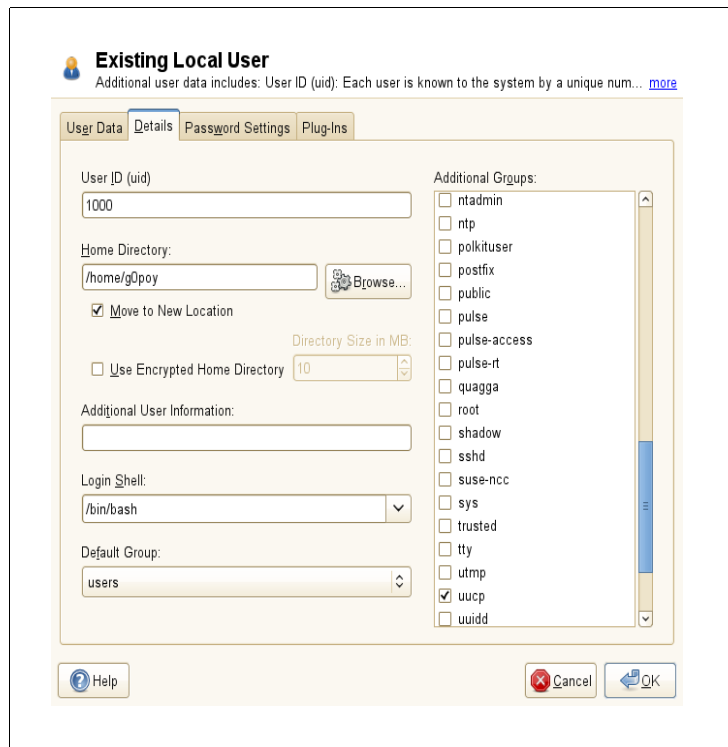 Existing Local User
Additional user data includes: User ID (uid): Each user is known to the system by a unique num... more
User Data Details Password Settings Plug-Ins
User ID (uid)
1000
Home Directory:
/home/g0poy
Browse...
Move to New Location
Directory Size in MB:
Use Encrypted Home Directory
10
Additional User Information:
Login Shell:
/bin/bash
Default Group:
users
Additional Groups:
ntadmin
ntp
polkituser
postfix
public
pulse
pulse-access
pulse-rt
quagga
root
shadow
sshd
suse-ncc
sys
trusted
tty
utmp
uucp
uuidd
Help
Cancel
OK